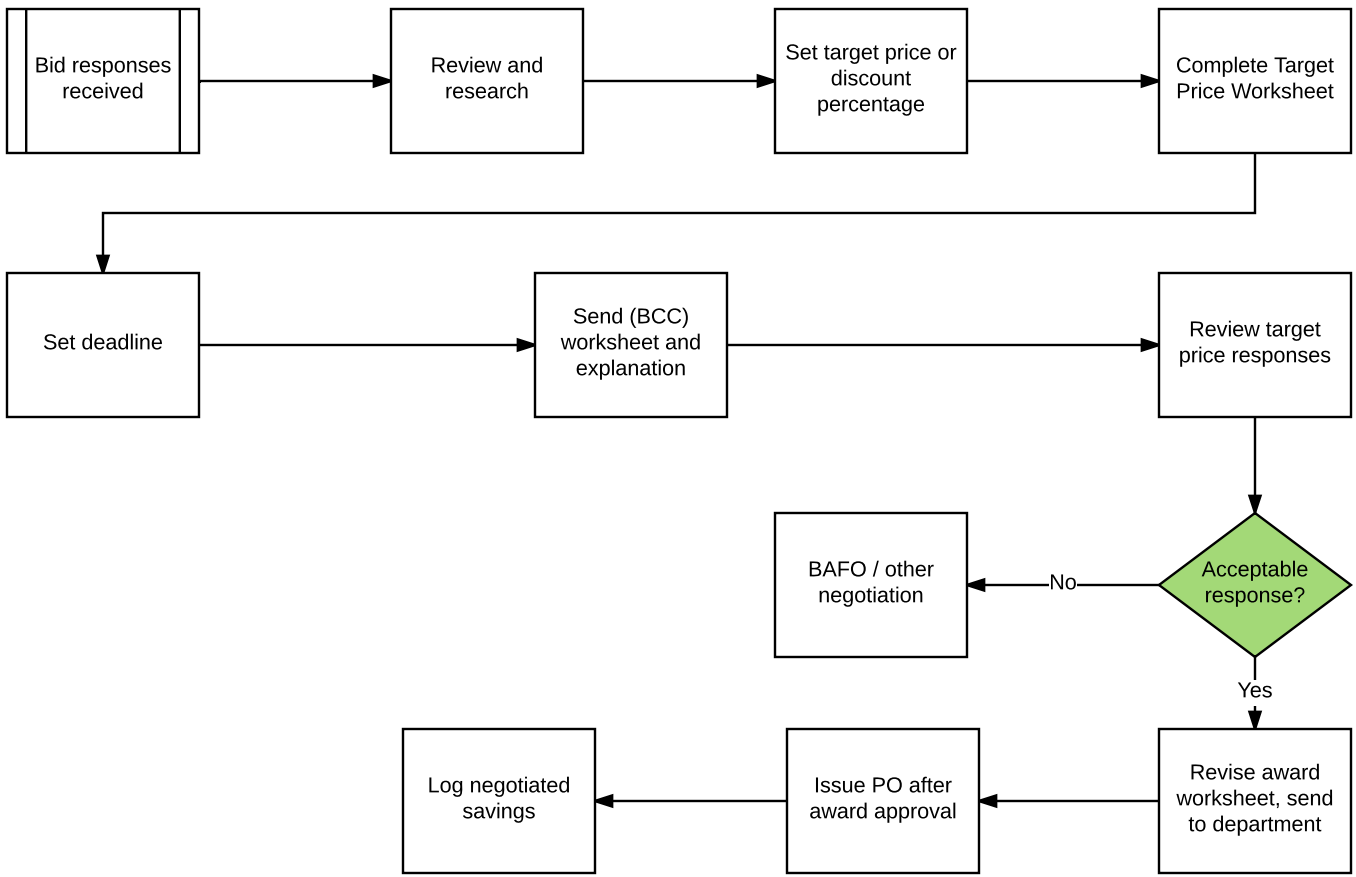 Bid responses
received
Review and
research
Set target price or
discount
percentage
Complete Target
Price Worksheet
Set deadline
Send (BCC)
worksheet and
explanation
Review target
price responses
Acceptable
response?
No
BAFO / other
negotiation
Yes
Revise award
worksheet, send
to department
Issue PO after
award approval
Log negotiated
savings